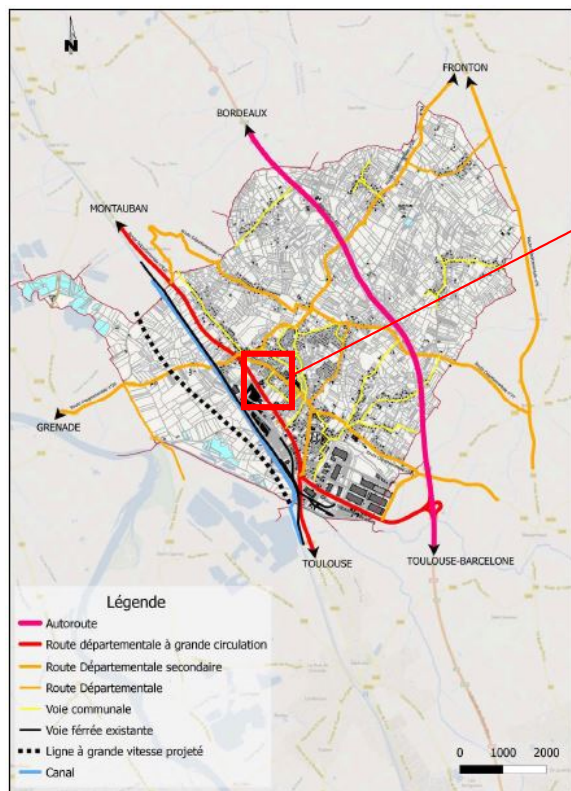 N
FRONTON
BORDEAUX
MONTAUBAN
GRENADE
TOULOUSE
TOULOUSE-BARCELONE
Légende
Autoroute
Route départementale à grande circulation
Route Départementale secondaire
Route Départementale
Voie communale
Voie férrée existante
Ligne à grande vitesse projeté
Canal
0 1000 2000